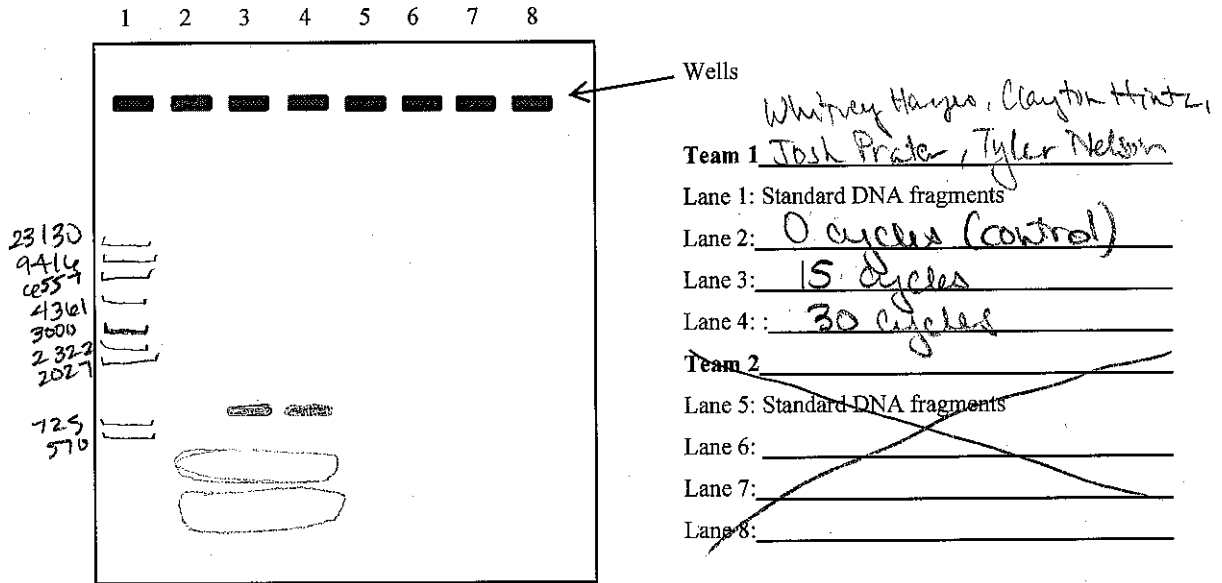 1 2 3 4 5 6 7 8
Wells
23130
9416
6557
4361
3000
2322
2027
725
570
Whitney Clayton
Team 1 Josh Prater, Tyler Nelson
Lane 1: Standard DNA fragments
Lane 2: 0 cycles (control)
Lane 3: 15 cycles
Lane 4: : 30 cycles
Team 2
Lane 5: Standard DNA fragments
Lane 6:
Lane 7:
Lane 8: